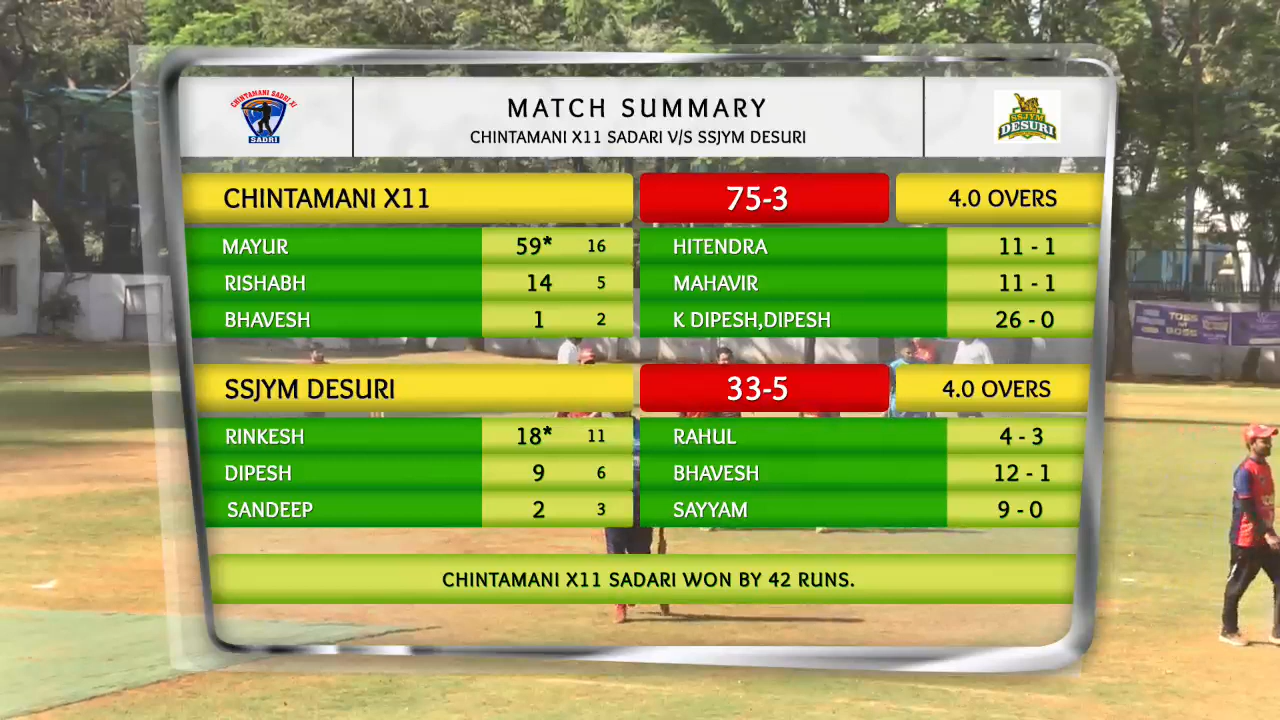 CHINTAMANI SADRI XI
SADRI
MATCH SUMMARY
CHINTAMANI X11 SADARI V/S SSJYM DESURI
SSJYM
DESURI
CHINTAMANI X11 75-3 4.0 OVERS
MAYUR 59* 16 HITENDRA 11 - 1
RISHABH 14 5 MAHAVIR 11 - 1
BHAVESH 1 2 K DIPESH,DIPESH 26 - 0
SSJYM DESURI 33-5 4.0 OVERS
RINKESH 18* 11 RAHUL 4 - 3
DIPESH 9 6 BHAVESH 12 - 1
SANDEEP 2 3 SAYYAM 9 - 0
CHINTAMANI X11 SADARI WON BY 42 RUNS.
TOSS
BOSS